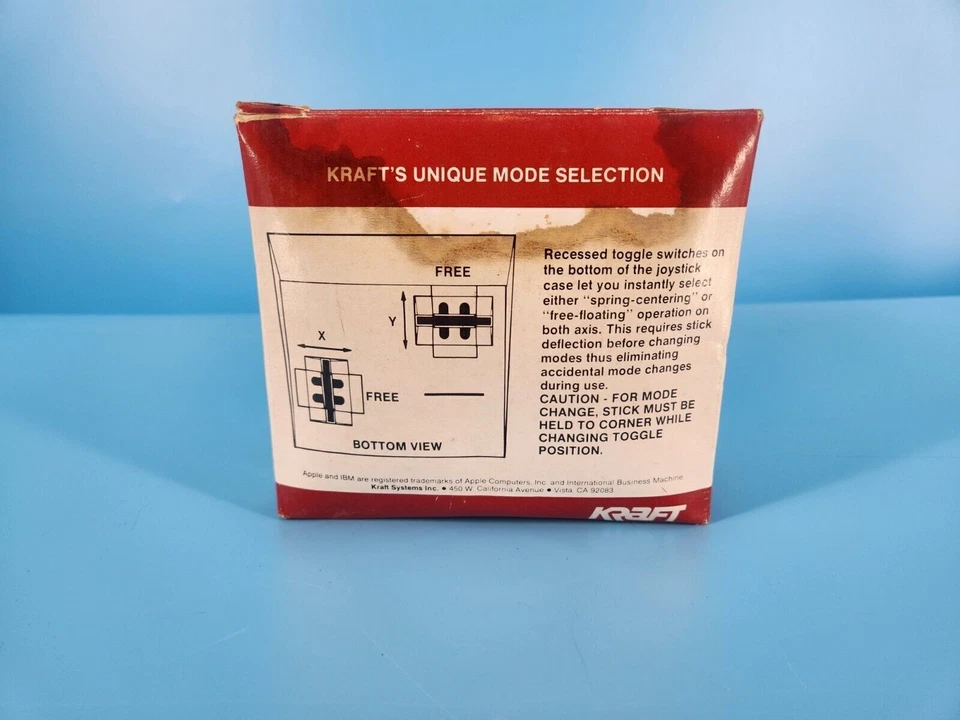 KRAFT'S UNIQUE MODE SELECTION
FREE
Y
X
FREE
BOTTOM VIEW
Recessed toggle switches on
the bottom of the joystick
case let you instantly select
either "spring-centering" or
"free-floating" operation on
both axis. This requires stick
deflection before changing
modes thus eliminating
accidental mode changes
during use.
CAUTION - FOR MODE
CHANGE, STICK MUST BE
HELD TO CORNER WHILE
CHANGING TOGGLE
POSITION.
Apple and IBM are registered trademarks of Apple Computers, Inc. and International Business Machine
Kraft Systems Inc. • 450 W. California Avenue • Vista, CA 92083
KRAFT